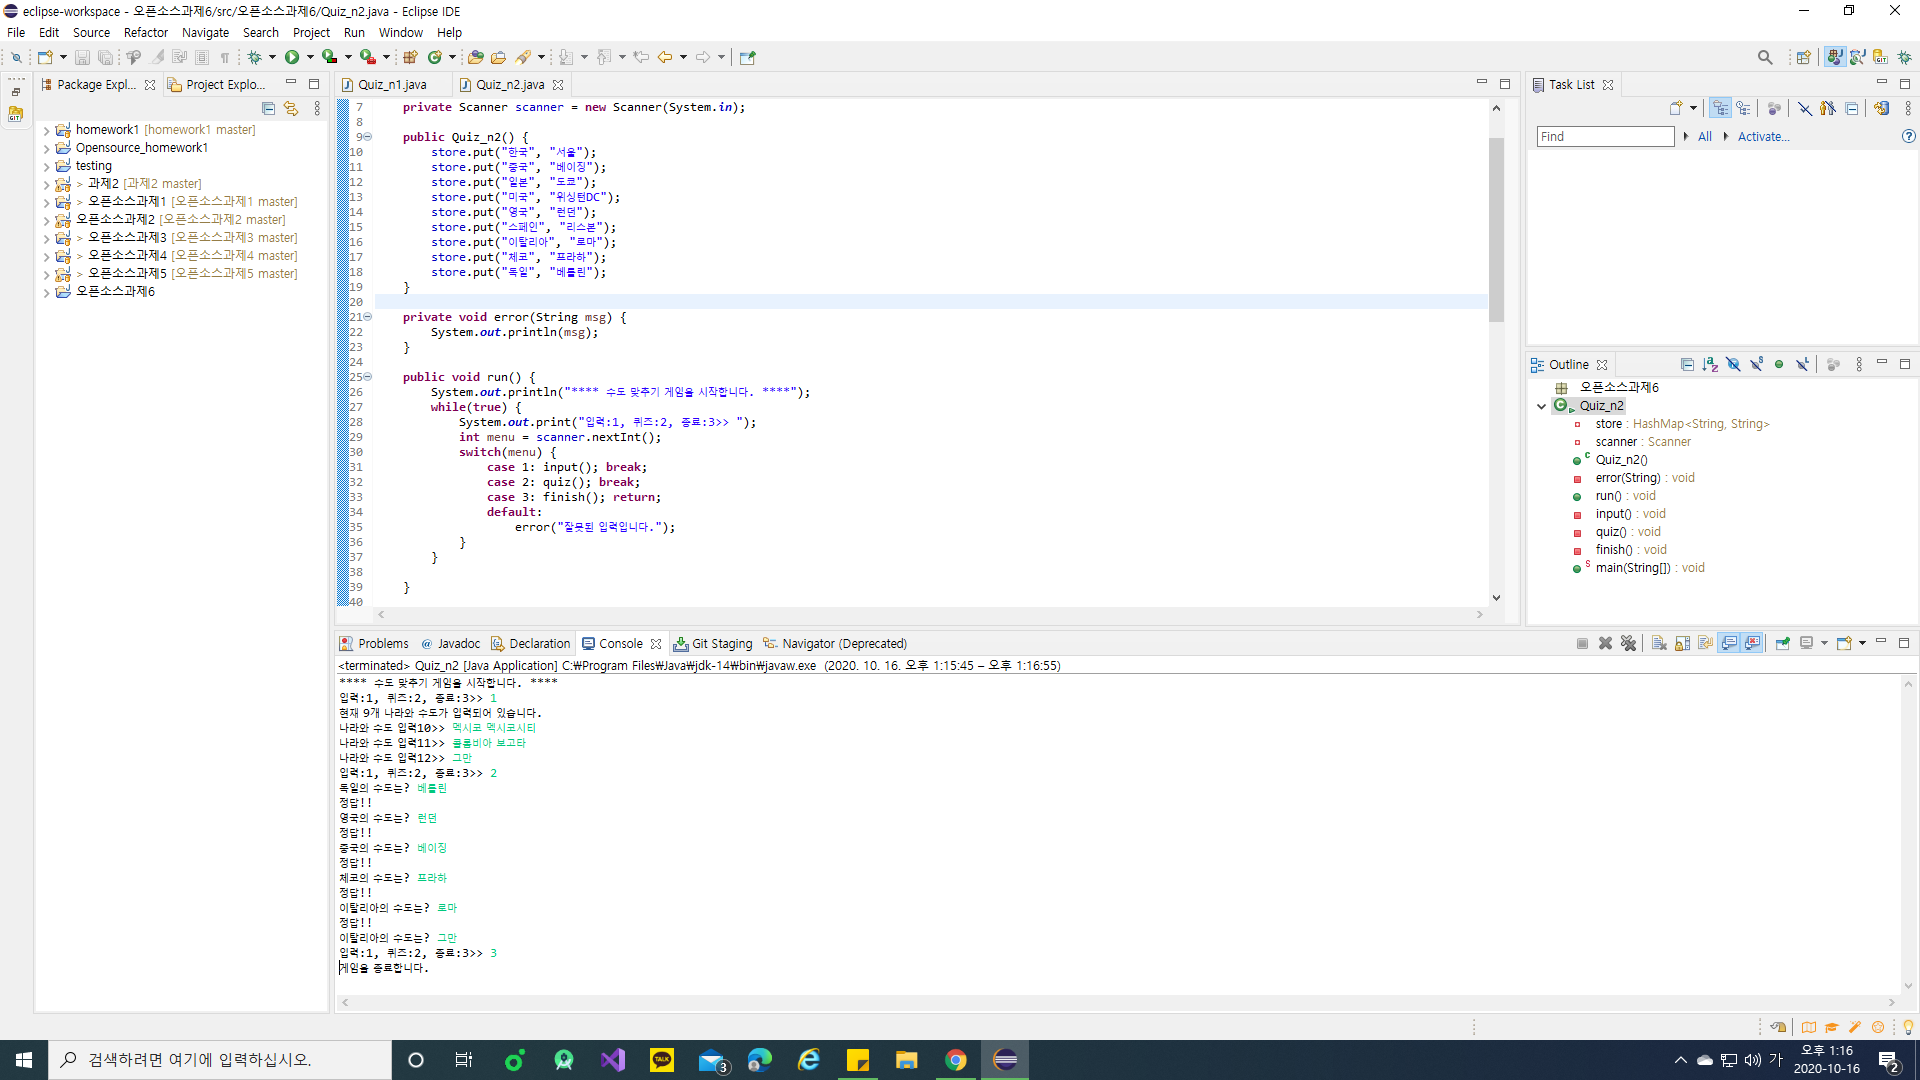 eclipse-workspace - 오픈소스과제6/src/오픈소스과제6/Quiz_n2.java - Eclipse IDE
File Edit Source Refactor Navigate Search Project Run Window Help
Package Expl... Project Explo...
homework1 [homework1 master]
Opensource_homework1
testing
> 과제2 [과제2 master]
> 오픈소스과제1 [오픈소스과제1 master]
오픈소스과제2 [오픈소스과제2 master]
> 오픈소스과제3 [오픈소스과제3 master]
> 오픈소스과제4 [오픈소스과제4 master]
> 오픈소스과제5 [오픈소스과제5 master]
오픈소스과제6
Quiz_n1.java Quiz_n2.java
7 private Scanner scanner = new Scanner(System.in);
8
9 public Quiz_n2() {
10 store.put("한국", "서울");
11 store.put("중국", "베이징");
12 store.put("일본", "도쿄");
13 store.put("미국", "워싱턴DC");
14 store.put("영국", "런던");
15 store.put("스페인", "리스본");
16 store.put("이탈리아", "로마");
17 store.put("체코", "프라하");
18 store.put("독일", "베를린");
19 }
20
21 private void error(String msg) {
22 System.out.println(msg);
23 }
24
25 public void run() {
26 System.out.println("**** 수도 맞추기 게임을 시작합니다. ****");
27 while(true) {
28 System.out.print("입력:1, 퀴즈:2, 종료:3>> ");
29 int menu = scanner.nextInt();
30 switch(menu) {
31 case 1: input(); break;
32 case 2: quiz(); break;
33 case 3: finish(); return;
34 default:
35 error("잘못된 입력입니다.");
36 }
37 }
38
39 }
40
Task List
Find All Activate...
Outline
오픈소스과제6
Quiz_n2
store : HashMap<String, String>
scanner : Scanner
Quiz_n2()
error(String) : void
run() : void
input() : void
quiz() : void
finish() : void
main(String[]) : void
Problems Javadoc Declaration Console Git Staging Navigator (Deprecated)
<terminated> Quiz_n2 [Java Application] C:₩Program Files₩Java₩jdk-14₩bin₩javaw.exe (2020. 10. 16. 오후 1:15:45 – 오후 1:16:55)
**** 수도 맞추기 게임을 시작합니다. ****
입력:1, 퀴즈:2, 종료:3>> 1
현재 9개 나라와 수도가 입력되어 있습니다.
나라와 수도 입력10>> 멕시코 멕시코시티
나라와 수도 입력11>> 콜롬비아 보고타
나라와 수도 입력12>> 그만
입력:1, 퀴즈:2, 종료:3>> 2
독일의 수도는? 베를린
정답!!
영국의 수도는? 런던
정답!!
중국의 수도는? 베이징
정답!!
체코의 수도는? 프라하
정답!!
이탈리아의 수도는? 로마
정답!!
이탈리아의 수도는? 그만
입력:1, 퀴즈:2, 종료:3>> 3
게임을 종료합니다.
검색하려면 여기에 입력하십시오.
TALK
3
가
오후 1:16
2020-10-16
2